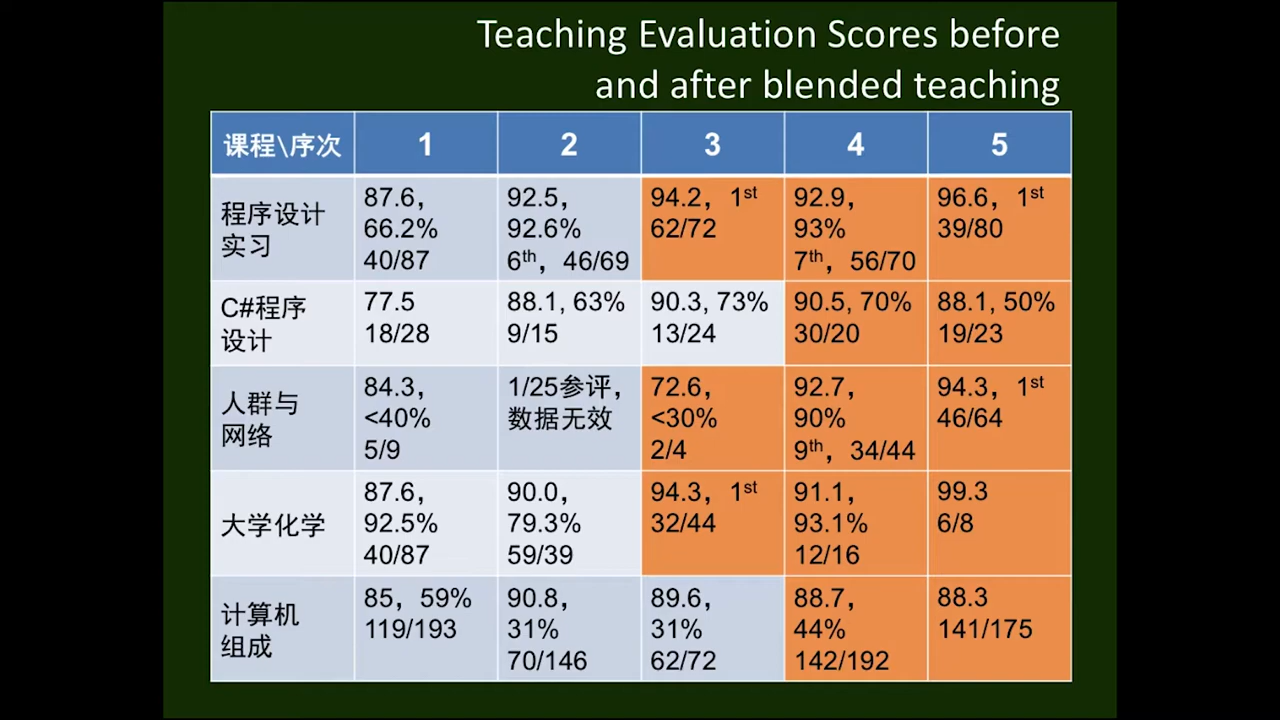 Teaching Evaluation Scores before
and after blended teaching
课程\序次 1 2 3 4 5
程序设计
实习
87.6,
66.2%
40/87
92.5,
92.6%
6th, 46/69
94.2, 1st
62/72
92.9,
93%
7th, 56/70
96.6, 1st
39/80
C#程序
设计
77.5
18/28
88.1, 63%
9/15
90.3, 73%
13/24
90.5, 70%
30/20
88.1, 50%
19/23
人群与
网络
84.3,
<40%
5/9
1/25参评,
数据无效
72.6,
<30%
2/4
92.7,
90%
9th, 34/44
94.3, 1st
46/64
大学化学
87.6,
92.5%
40/87
90.0,
79.3%
59/39
94.3, 1st
32/44
91.1,
93.1%
12/16
99.3
6/8
计算机
组成
85, 59%
119/193
90.8,
31%
70/146
89.6,
31%
62/72
88.7,
44%
142/192
88.3
141/175